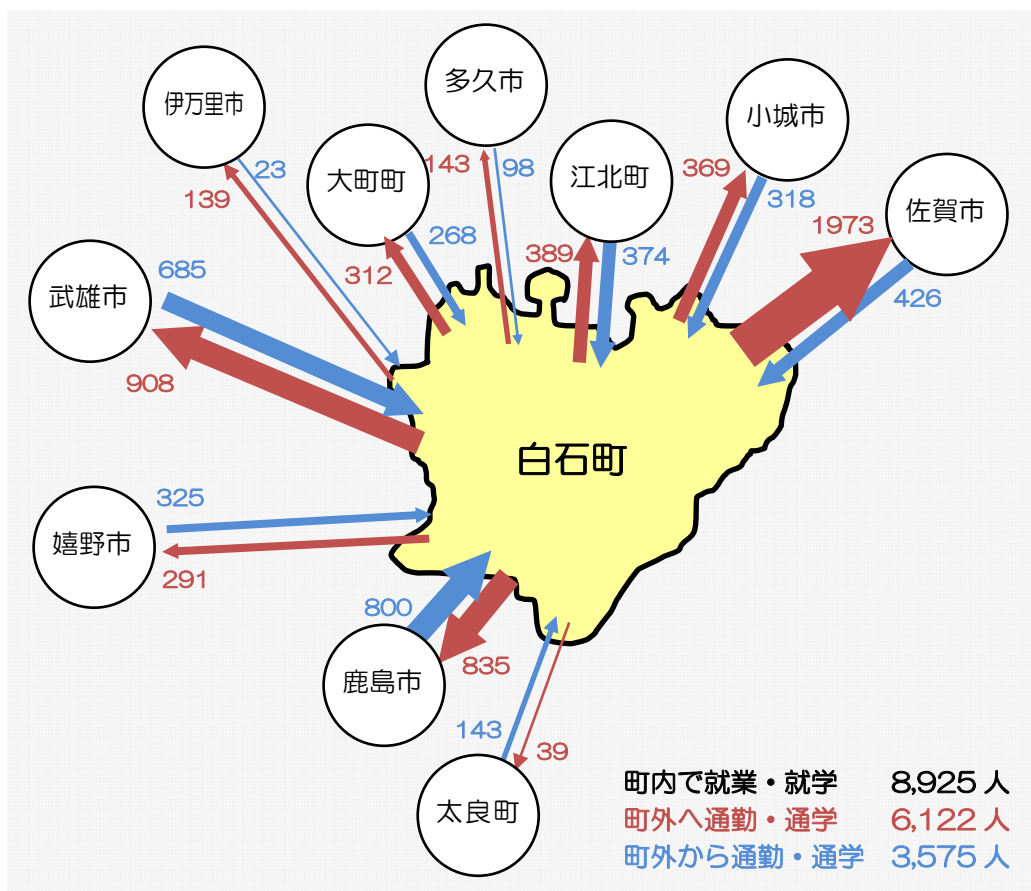 多久市
伊万里市
小城市
143
98
23
139
大町町
江北町
369
318
佐賀市
1973
268
312
389
374
426
武雄市
685
908
白石町
325
嬉野市
291
800
835
鹿島市
143
39
太良町
町内で就業・就学 8,925 人
町外へ通勤・通学 6,122 人
町外から通勤・通学 3,575 人